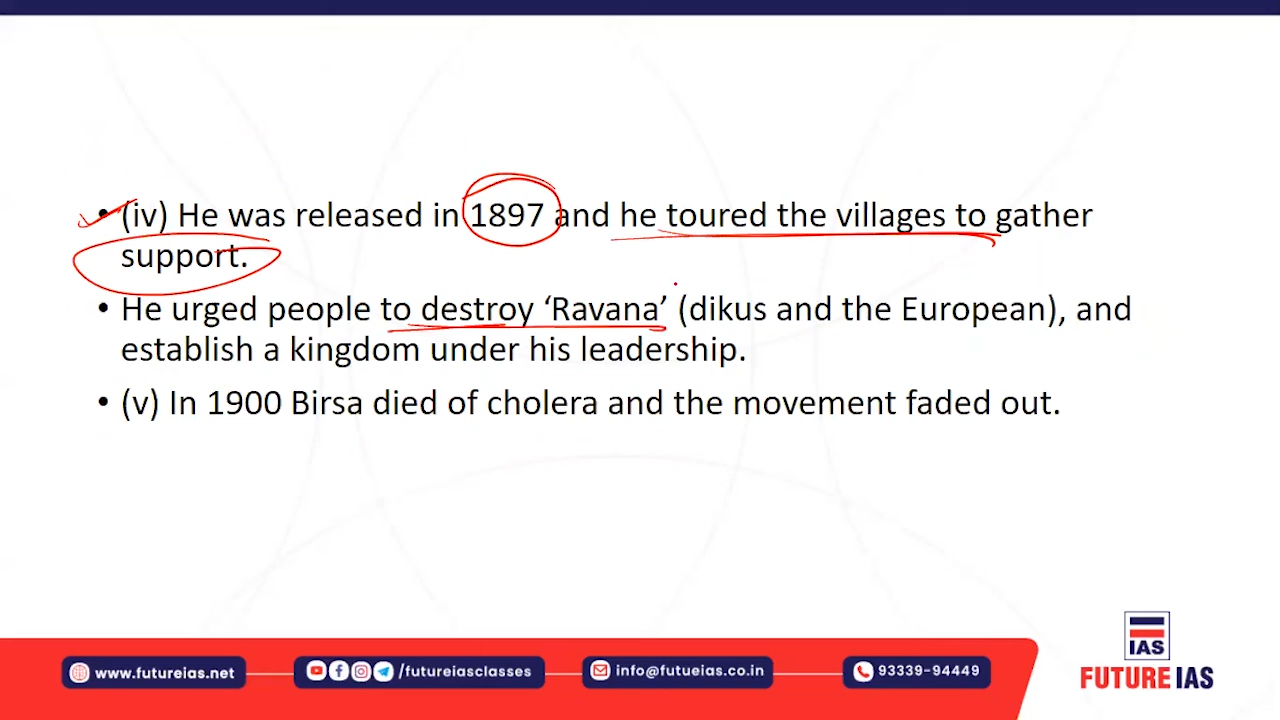 • (iv) He was released in 1897 and he toured the villages to gather
support.
• He urged people to destroy ‘Ravana’ (dikus and the European), and
establish a kingdom under his leadership.
• (v) In 1900 Birsa died of cholera and the movement faded out.
IAS
FUTURE IAS
www.futureias.net
/futureiasclasses
info@futueias.co.in
93339-94449